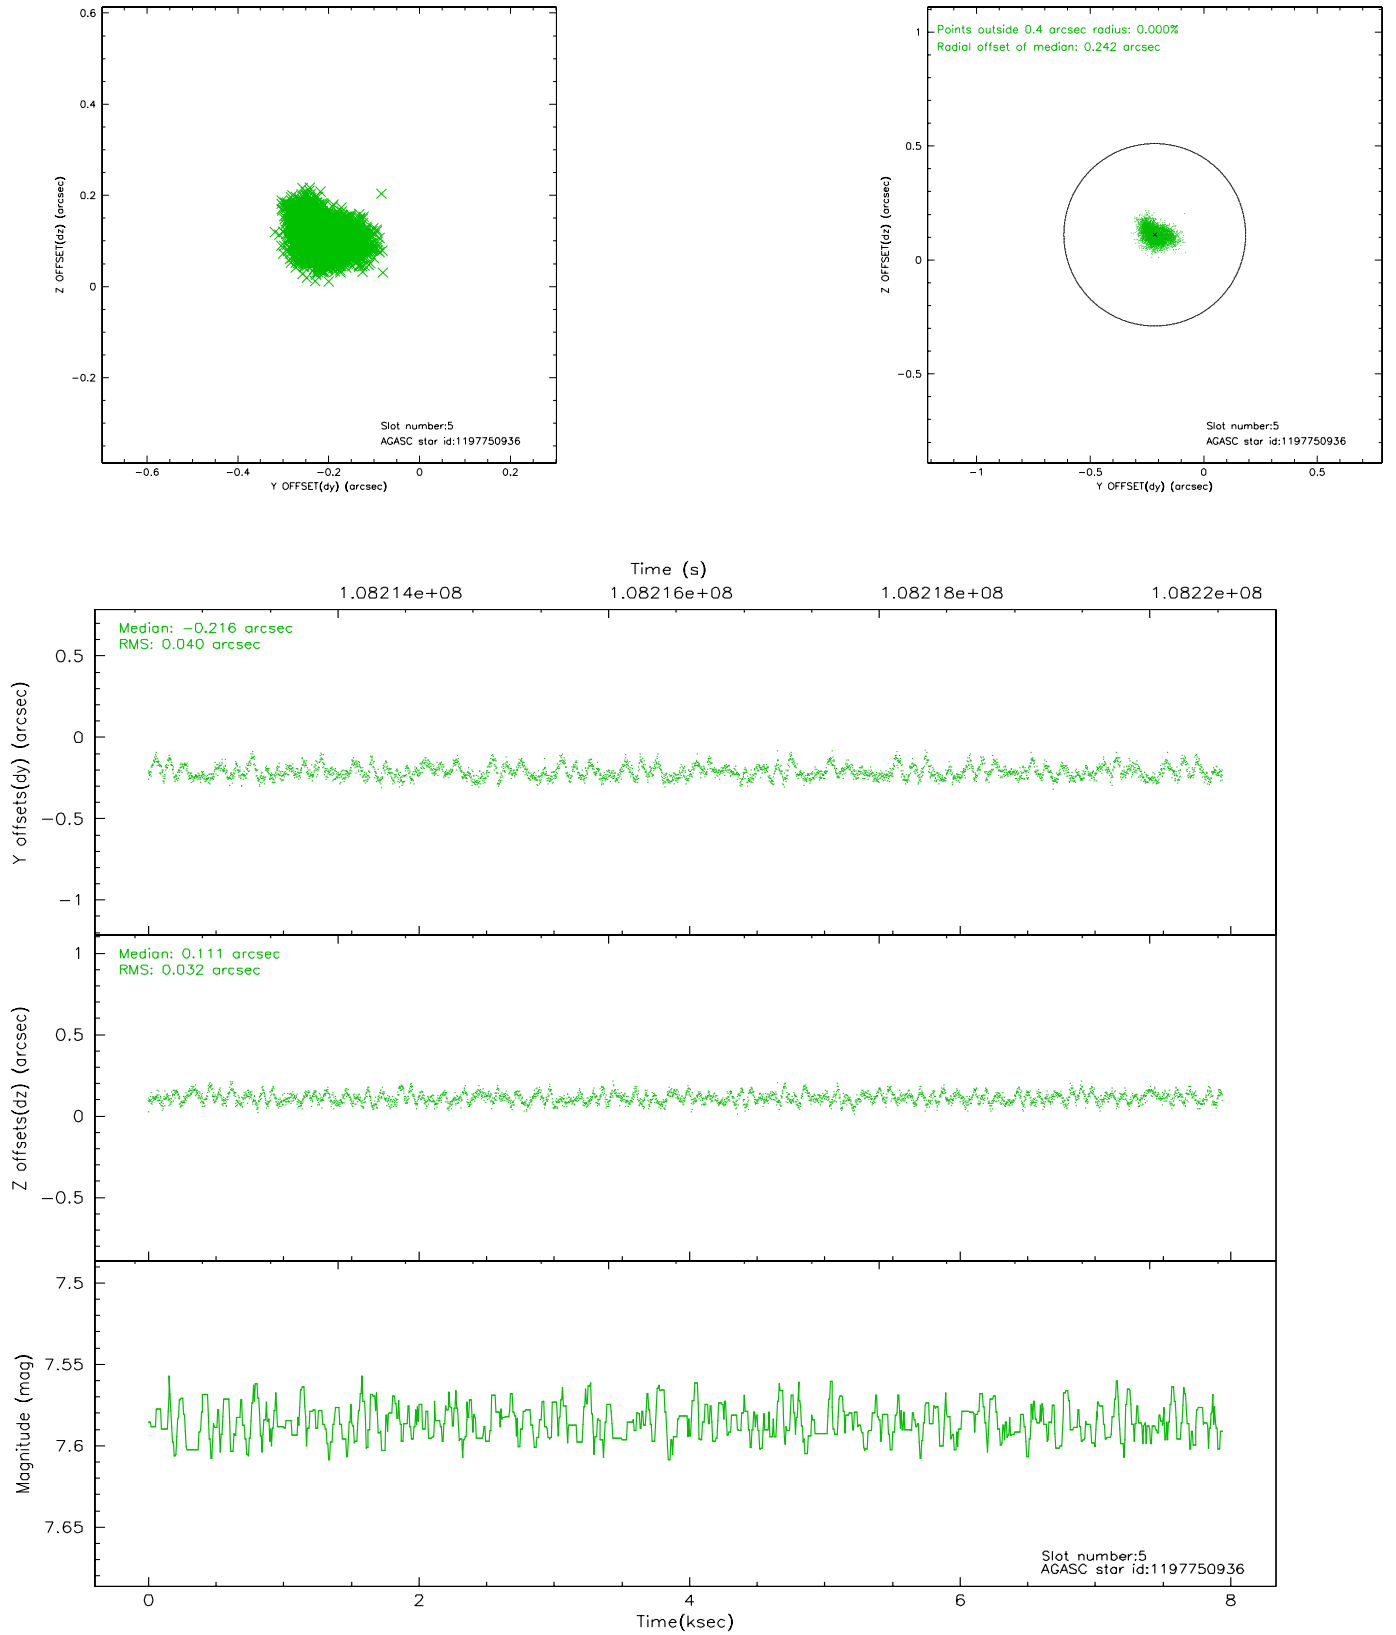 0.6
0.4
0.2
0
−0.2
Z OFFSET(dz) (arcsec)
Slot number:5
AGASC star id:1197750936
−0.6 −0.4 −0.2 0 0.2
Y OFFSET(dy) (arcsec)
Points outside 0.4 arcsec radius: 0.000%
Radial offset of median: 0.242 arcsec
1
0.5
0
−0.5
Z OFFSET(dz) (arcsec)
Slot number:5
AGASC star id:1197750936
−1 −0.5 0 0.5
Y OFFSET(dy) (arcsec)
Time (s)
1.08214e+08 1.08216e+08 1.08218e+08 1.0822e+08
Median: −0.216 arcsec
RMS: 0.040 arcsec
0.5
0
−0.5
−1
Y offsets(dy) (arcsec)
Median: 0.111 arcsec
RMS: 0.032 arcsec
1
0.5
0
−0.5
Z offsets(dz) (arcsec)
7.5
7.55
7.6
7.65
Magnitude (mag)
Slot number:5
AGASC star id:1197750936
0 2 4 6 8
Time(ksec)